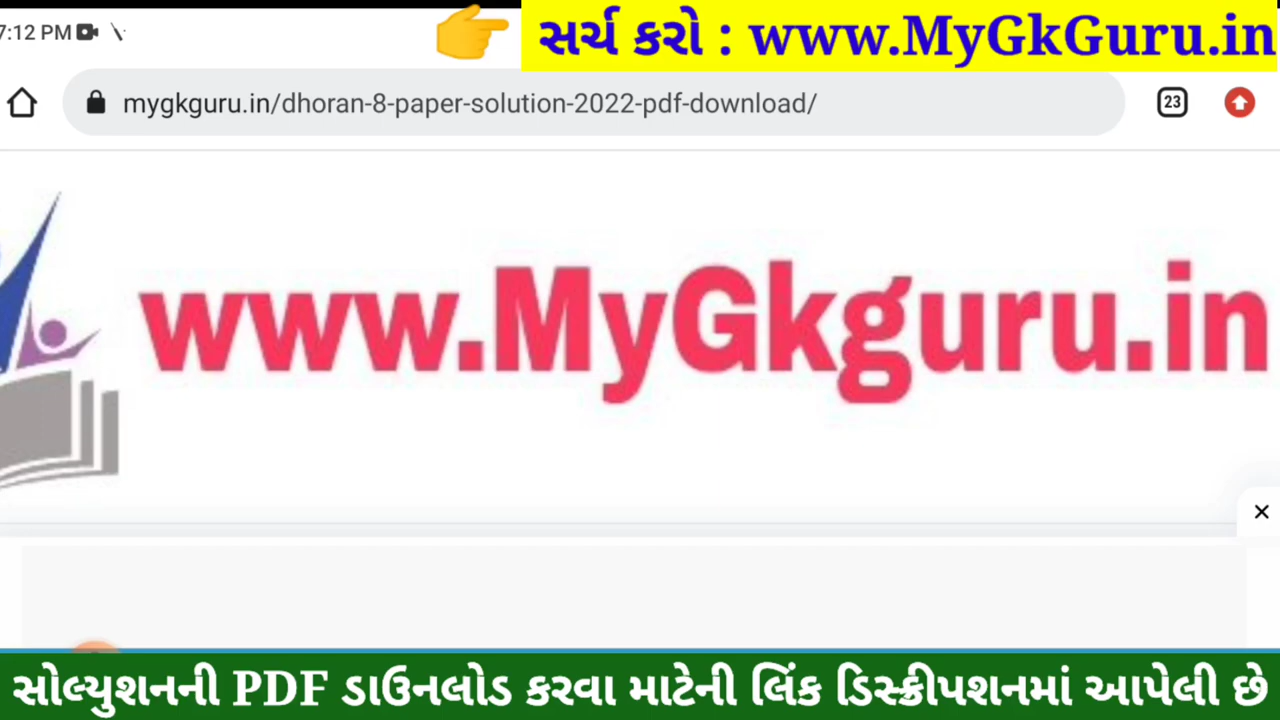 7:12 PM
👉 સર્ચ કરો : www.MyGkGuru.in
mygkguru.in/dhoran-8-paper-solution-2022-pdf-download/
23
www.MyGkguru.in
સોલ્યુશનની PDF ડાઉનલોડ કરવા માટેની લિંક ડિસ્ક્રીપશનમાં આપેલી છે